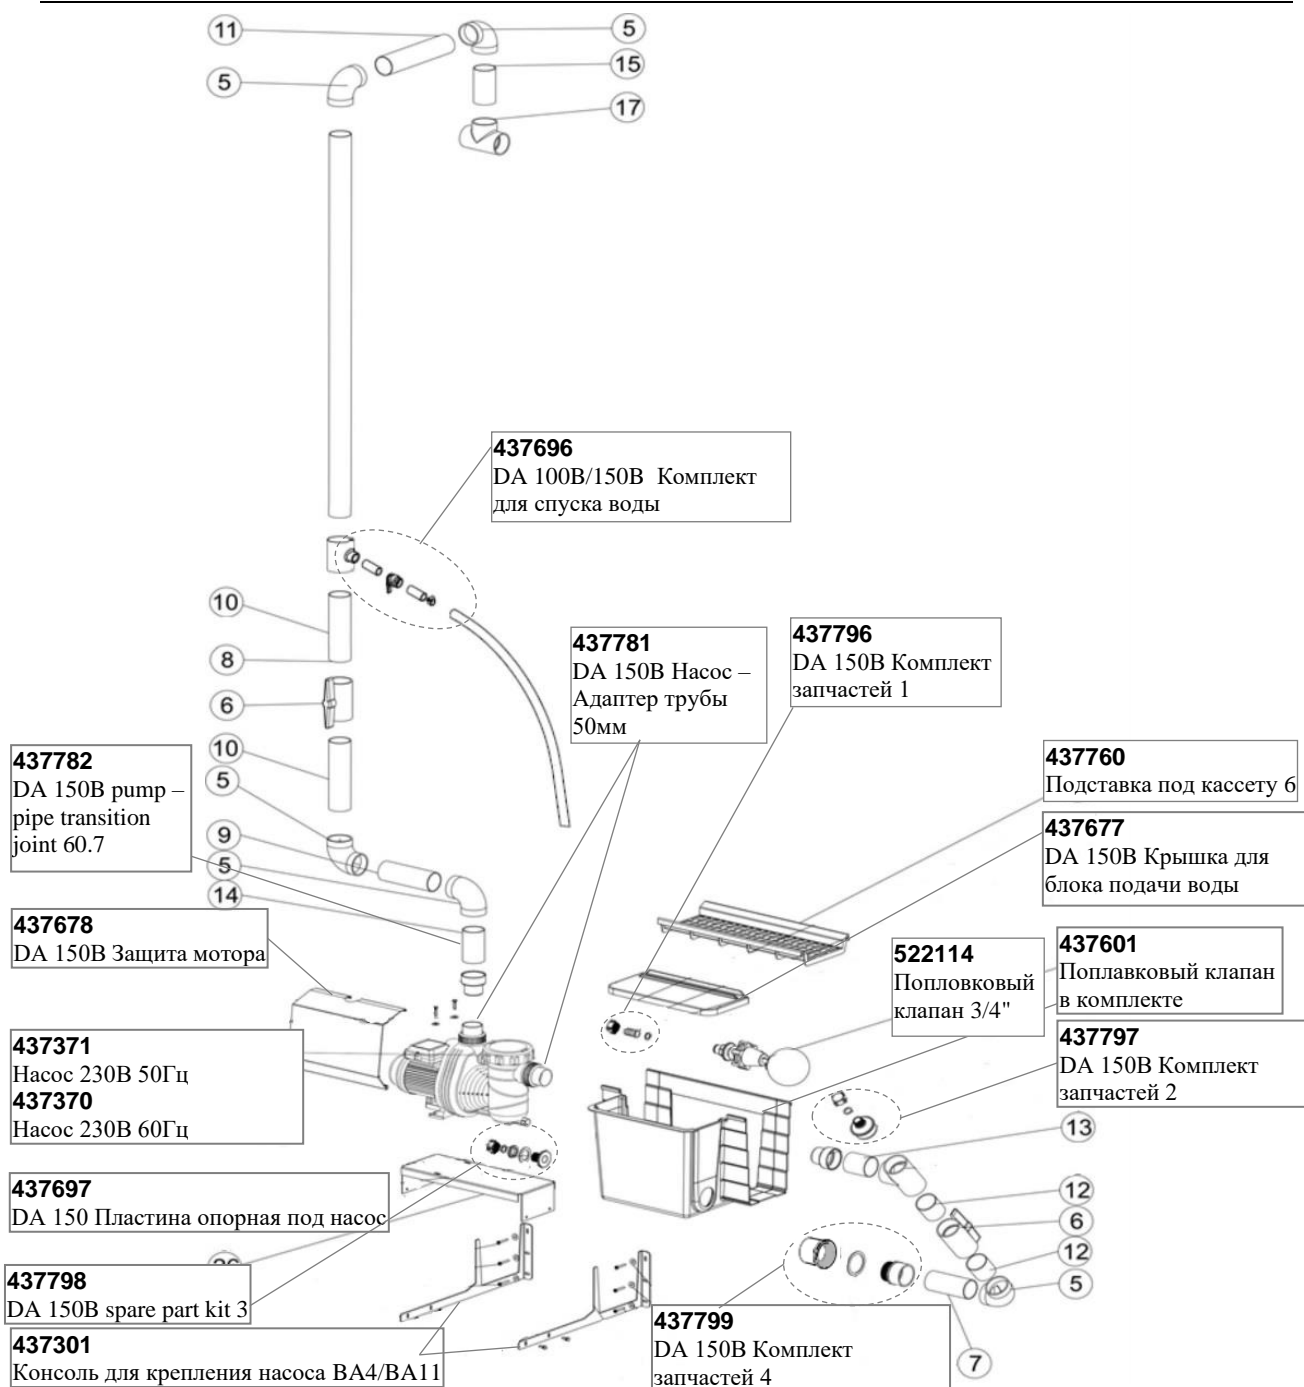 11
5
5
15
17
437696
DA 100B/150B Комплект
для спуска воды
10
8
6
10
5
9
5
14
437781
DA 150B Насос –
Адаптер трубы
50мм
437796
DA 150B Комплект
запчастей 1
437782
DA 150B pump –
pipe transition
joint 60.7
437760
Подставка под кассету 6
437677
DA 150B Крышка для
блока подачи воды
437678
DA 150B Защита мотора
522114
Попловковый
клапан 3/4"
437601
Поплавковый клапан
в комплекте
437371
Насос 230В 50Гц
437370
Насос 230В 60Гц
437797
DA 150B Комплект
запчастей 2
13
12
6
12
5
7
437697
DA 150 Пластина опорная под насос
437798
DA 150B spare part kit 3
437301
Консоль для крепления насоса BA4/BA11
437799
DA 150B Комплект
запчастей 4